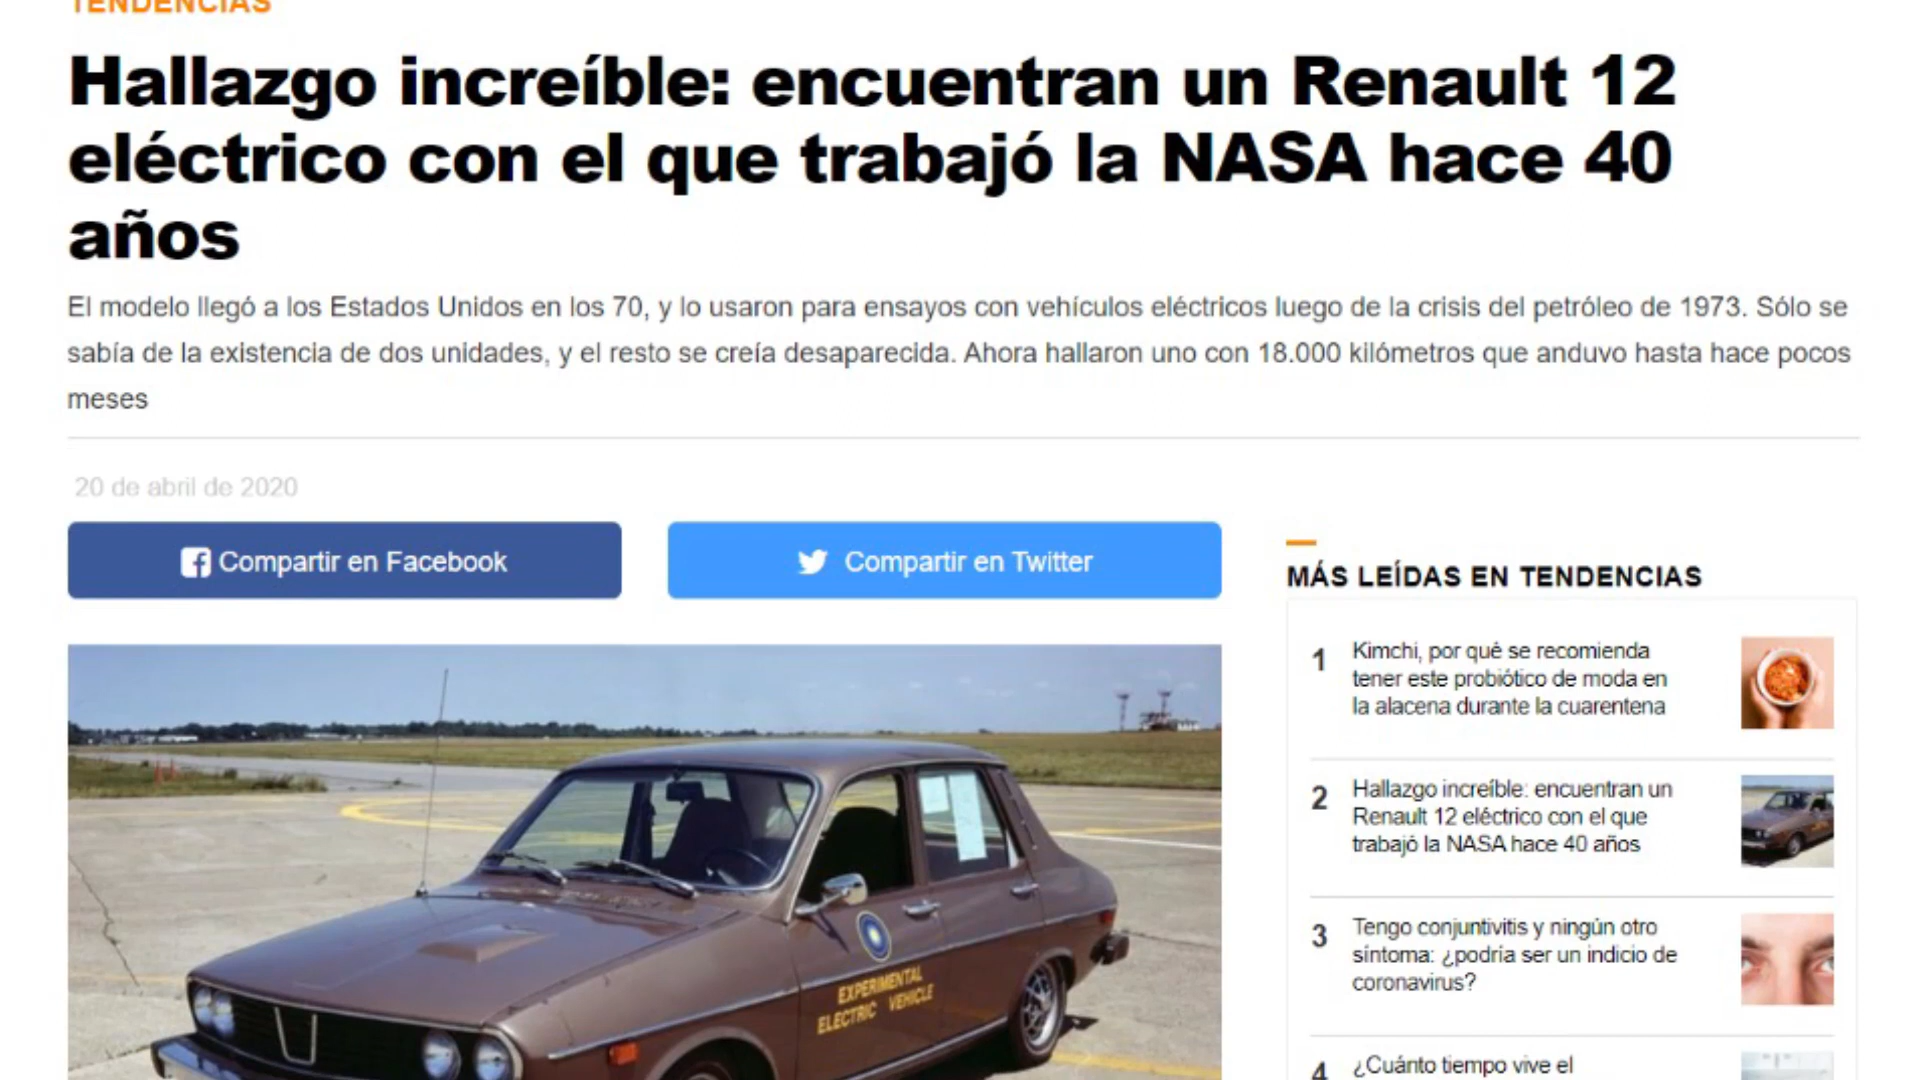 TENDENCIAS
Hallazgo increíble: encuentran un Renault 12
eléctrico con el que trabajó la NASA hace 40
años
El modelo llegó a los Estados Unidos en los 70, y lo usaron para ensayos con vehículos eléctricos luego de la crisis del petróleo de 1973. Sólo se
sabía de la existencia de dos unidades, y el resto se creía desaparecida. Ahora hallaron uno con 18.000 kilómetros que anduvo hasta hace pocos
meses
20 de abril de 2020
Compartir en Facebook
Compartir en Twitter
MÁS LEÍDAS EN TENDENCIAS
1
Kimchi, por qué se recomienda
tener este probiótico de moda en
la alacena durante la cuarentena
2
Hallazgo increíble: encuentran un
Renault 12 eléctrico con el que
trabajó la NASA hace 40 años
3
Tengo conjuntivitis y ningún otro
síntoma: ¿podría ser un indicio de
coronavirus?
4
¿Cuánto tiempo vive el
EXPERIMENTAL
ELECTRIC VEHICLE